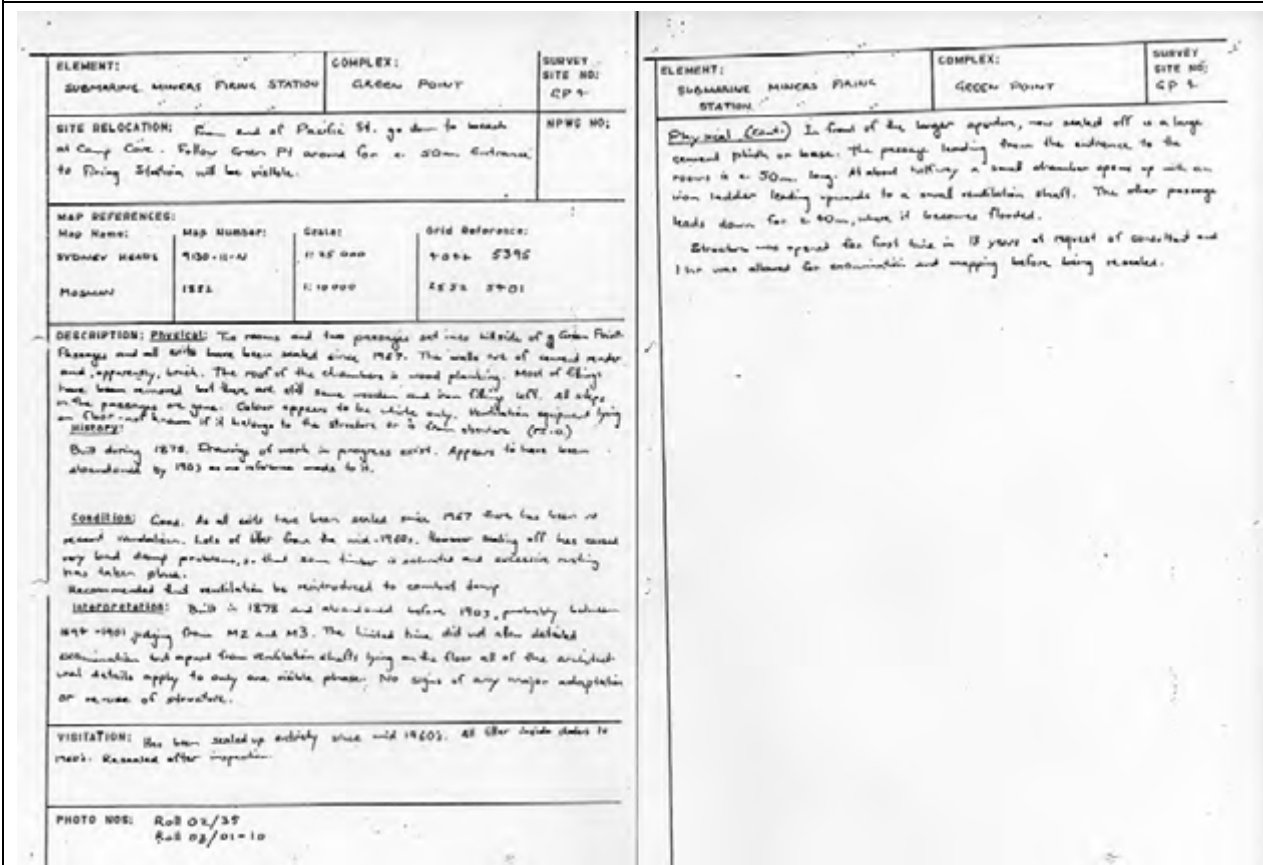 ELEMENT:
SUBMARINE MINERS FIRING STATION
COMPLEX:
GREEN POINT
SURVEY
SITE NO:
GP
SITE RELOCATION: From end of Pacific St. go down to beach
at Camp Cove. Follow Green Pt around for c. 50m. Entrance
to Firing Station will be visible.
NPWS NO:
MAP REFERENCES:
Map Name: Map Number: Scale: Grid Reference:
SYDNEY HEADS 9130-II-N 1:25 000 5395
MOSMAN 1:10000
DESCRIPTION: Physical: Two rooms and two passages set into hillside of Green Point.
Passages and all exits have been sealed since 1967. The walls are of cement render
and, apparently, brick. The roof of the chambers is wood planking. Most of fittings
have been removed but there are still some wooden and iron fitting left. All steps
in the passages are gone. Colour appears to be white only. Ventilation equipment lying
on floor - not known if it belongs to the structure or is from elsewhere
History:
Built during 1878. Drawings of work in progress exist. Appears to have been
abandoned by 1903 as no reference made to it.
Condition: Good. As all exits have been sealed since 1967 there has been no
recent vandalism. Lots of litter from the mid-1960s. However sealing off has caused
very bad damp problems, so that some timber is saturated and excessive rusting
has taken place.
Recommended that ventilation be reintroduced to combat damp
Interpretation: Built in 1878 and abandoned before 1903, probably between
-1901 judging from M2 and M3. The limited time did not allow detailed
examination but apart from ventilation shafts lying on the floor all of the architect-
ural details apply to only one visible phase. No signs of any major adaptation
or re-use of structure.
VISITATION: Has been sealed up entirely since mid 1960s. All litter inside dates to
1960s. Resealed after inspection.
PHOTO NOS: Roll 02/35
Roll 03/01-10
ELEMENT:
SUBMARINE MINERS FIRING
STATION
COMPLEX:
GREEN POINT
SURVEY
SITE NO:
GP
Physical (Cont.) In front of the larger aperture, now sealed off is a large
cement plinth or base. The passage leading from the entrance to the
rooms is c. 50m. long. At about halfway a small chamber opens up with an
iron ladder leading upwards to a small ventilation shaft. The other passage
leads down for c. 40m, where it becomes flooded.
Structure was opened for first time in 13 years at request of consultant and
1 hr was allowed for examination and mapping before being resealed.